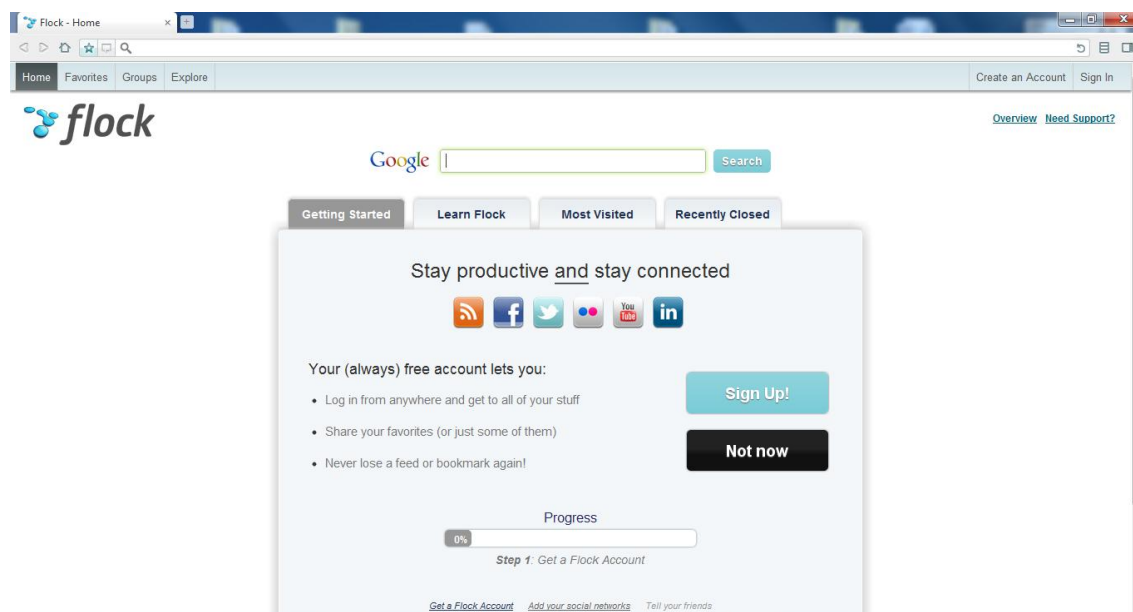 Flock - Home
Home Favorites Groups Explore Create an Account Sign In
flock
Overview Need Support?
Google Search
Getting Started Learn Flock Most Visited Recently Closed
Stay productive and stay connected
You Tube in
Your (always) free account lets you:
Log in from anywhere and get to all of your stuff
Share your favorites (or just some of them)
Never lose a feed or bookmark again!
Sign Up!
Not now
Progress
0%
Step 1: Get a Flock Account
Get a Flock Account Add your social networks Tell your friends